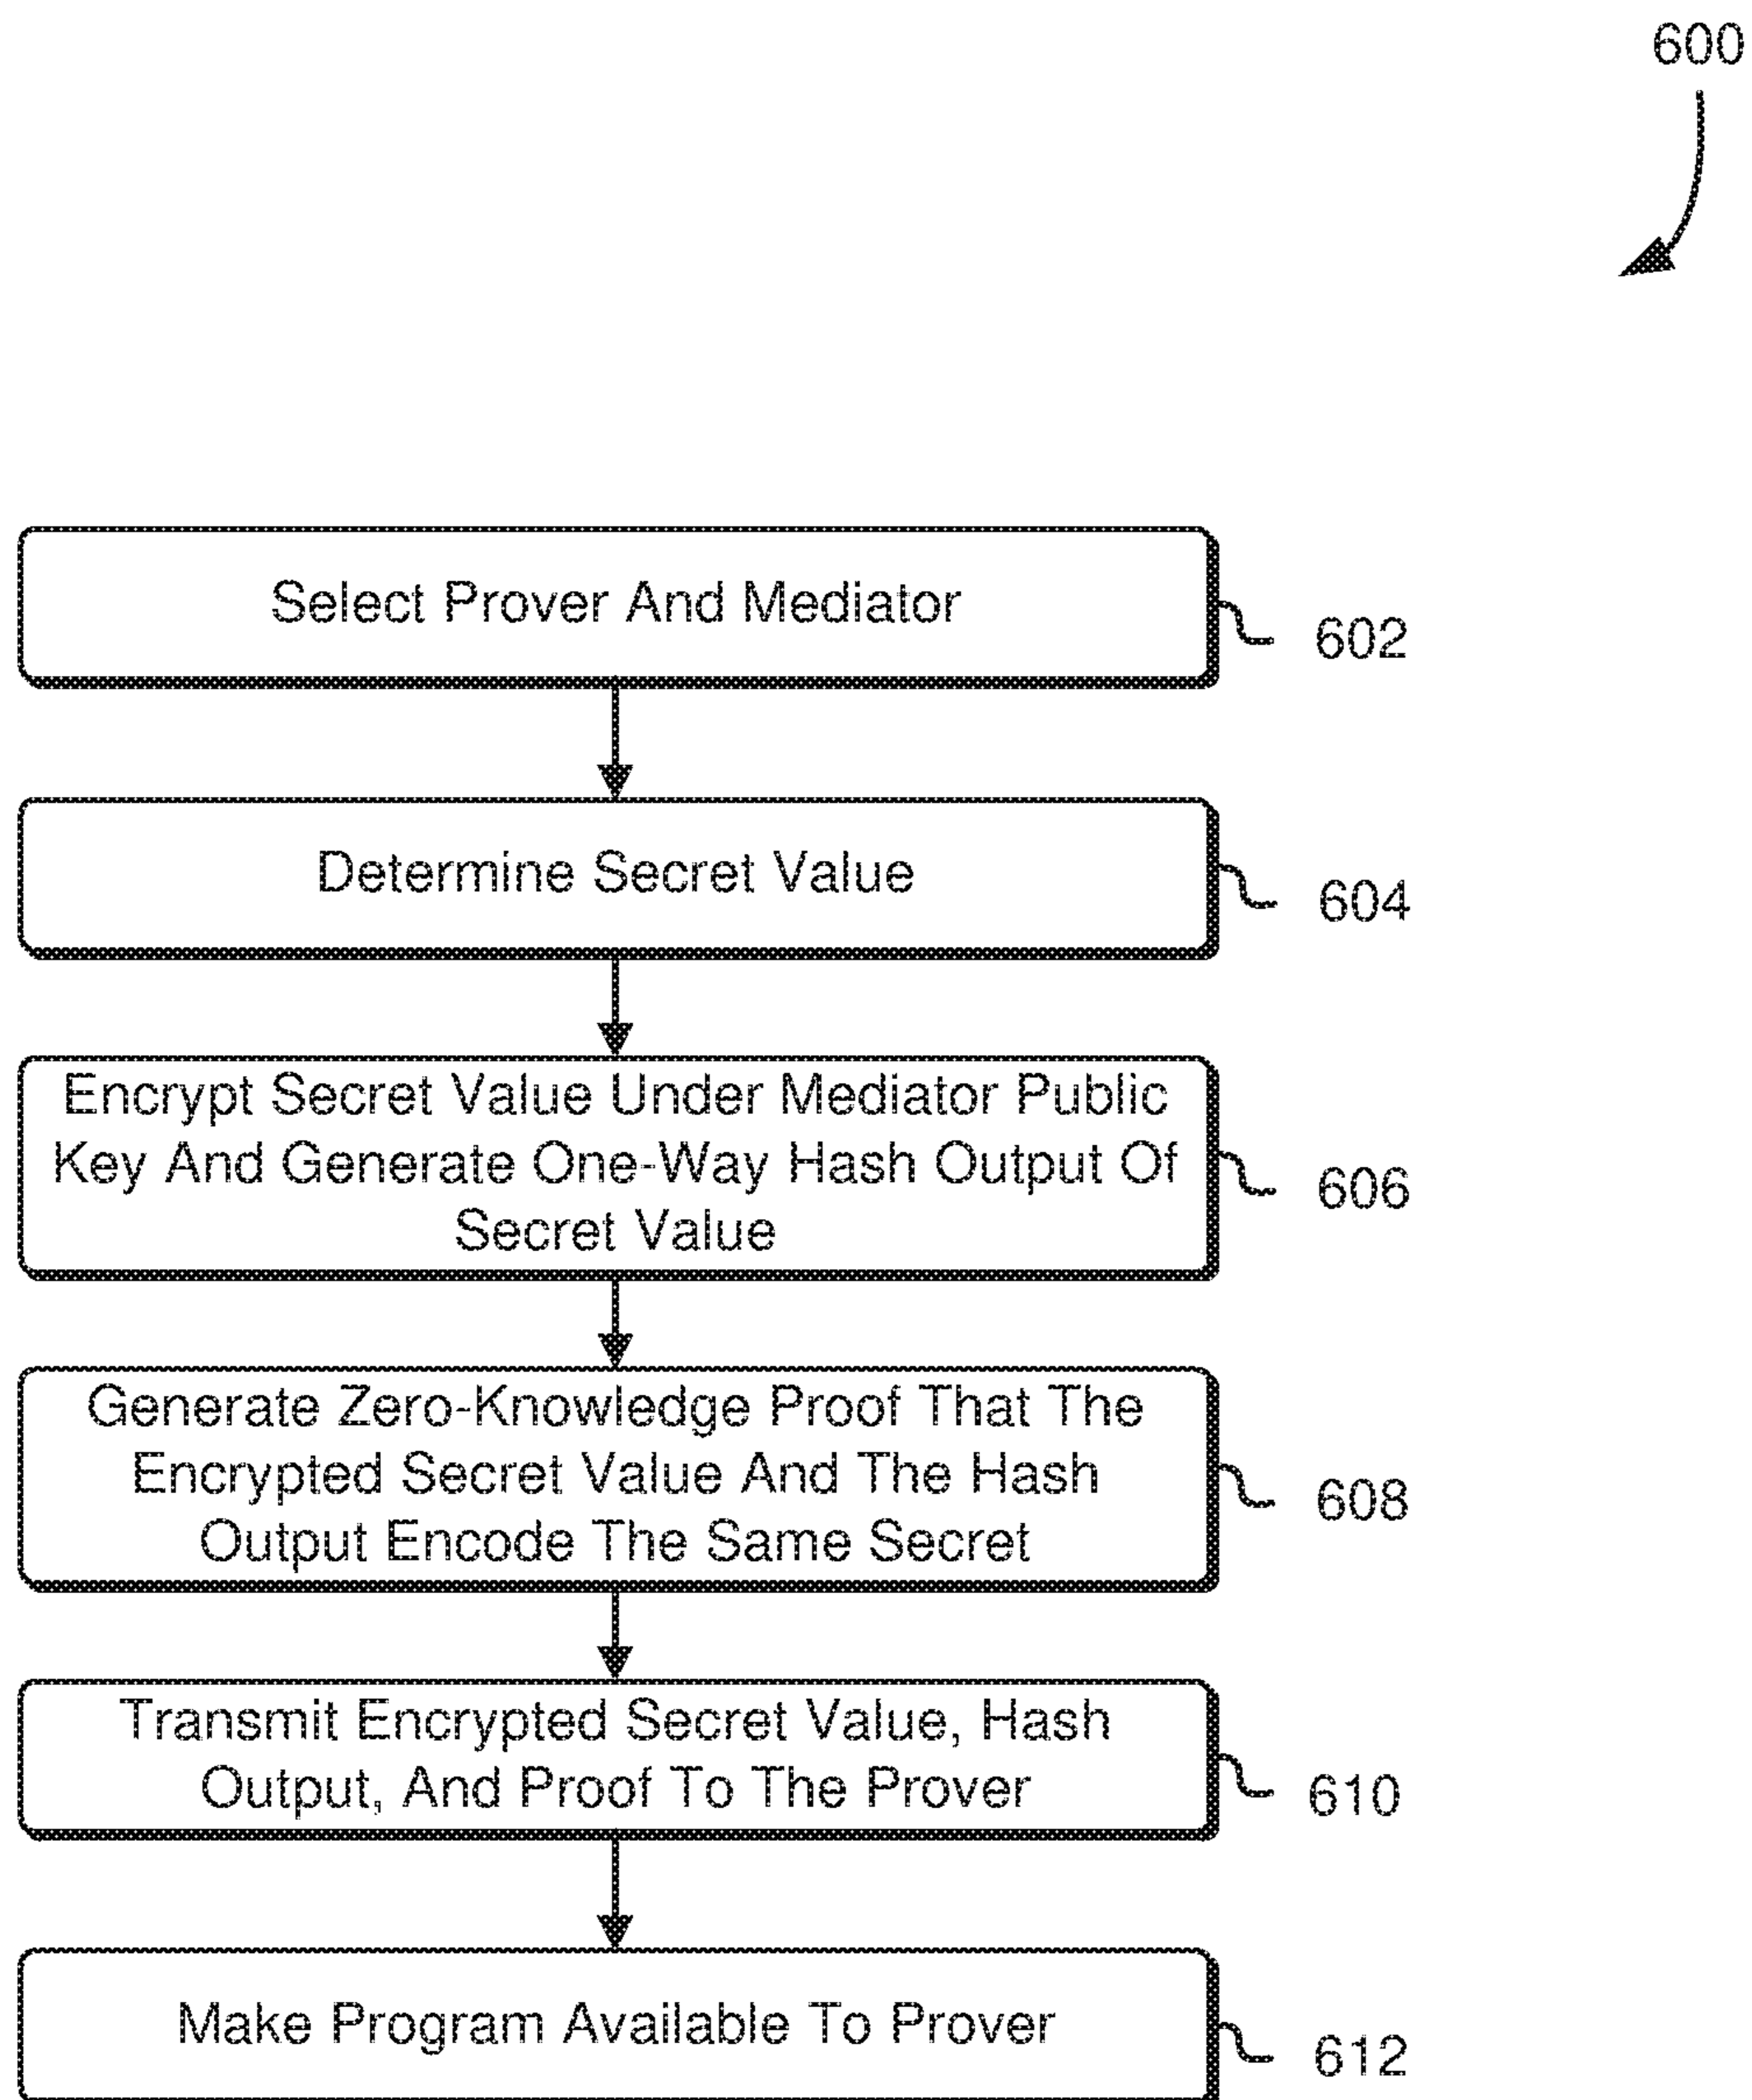 600
Select Prover And Mediator
602
Determine Secret Value
604
Encrypt Secret Value Under Mediator Public
Key And Generate One-Way Hash Output Of
Secret Value
606
Generate Zero-Knowledge Proof That The
Encrypted Secret Value And The Hash
Output Encode The Same Secret
608
Transmit Encrypted Secret Value, Hash
Output, And Proof To The Prover
610
Make Program Available To Prover
612